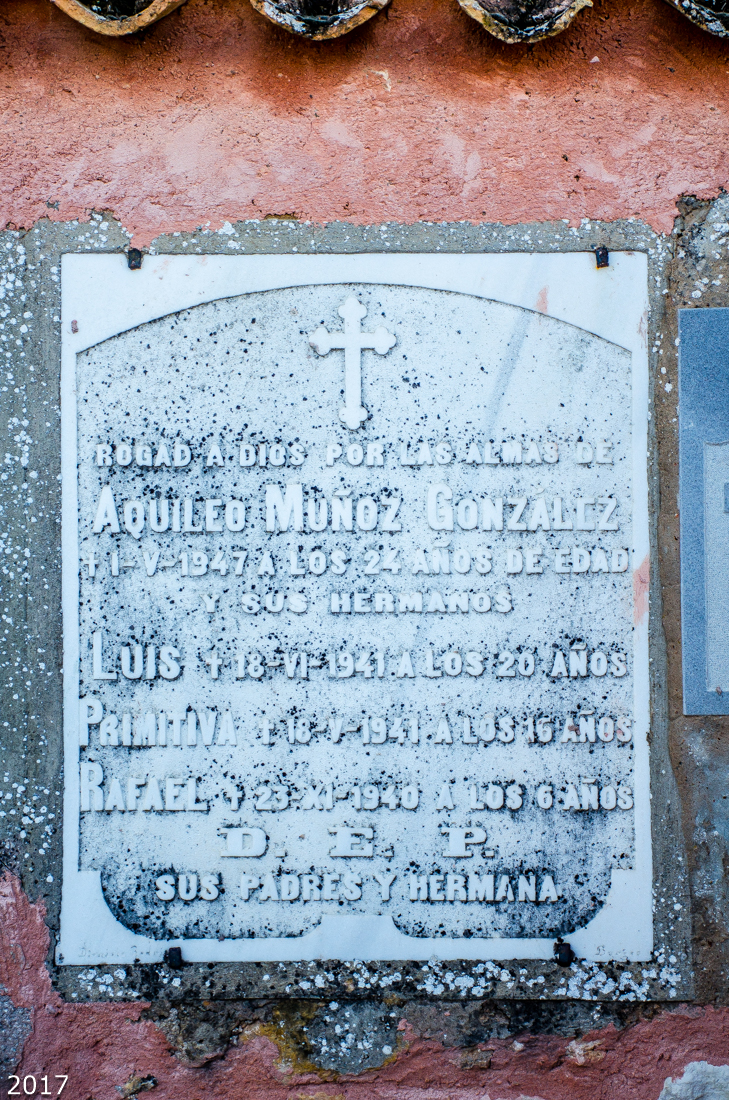 ROGAD A DIOS POR LAS ALMAS DE
AQUILEO MUÑOZ GONZÁLEZ
† 1-V-1947 A LOS 24 AÑOS DE EDAD
Y SUS HERMANOS
LUIS † 18-VI-1941 A LOS 20 AÑOS
PRIMITIVA † 18-V-1941 A LOS 15 AÑOS
RAFAEL † 23-XI-1940 A LOS 6 AÑOS
D. E. P.
SUS PADRES Y HERMANA.
2017